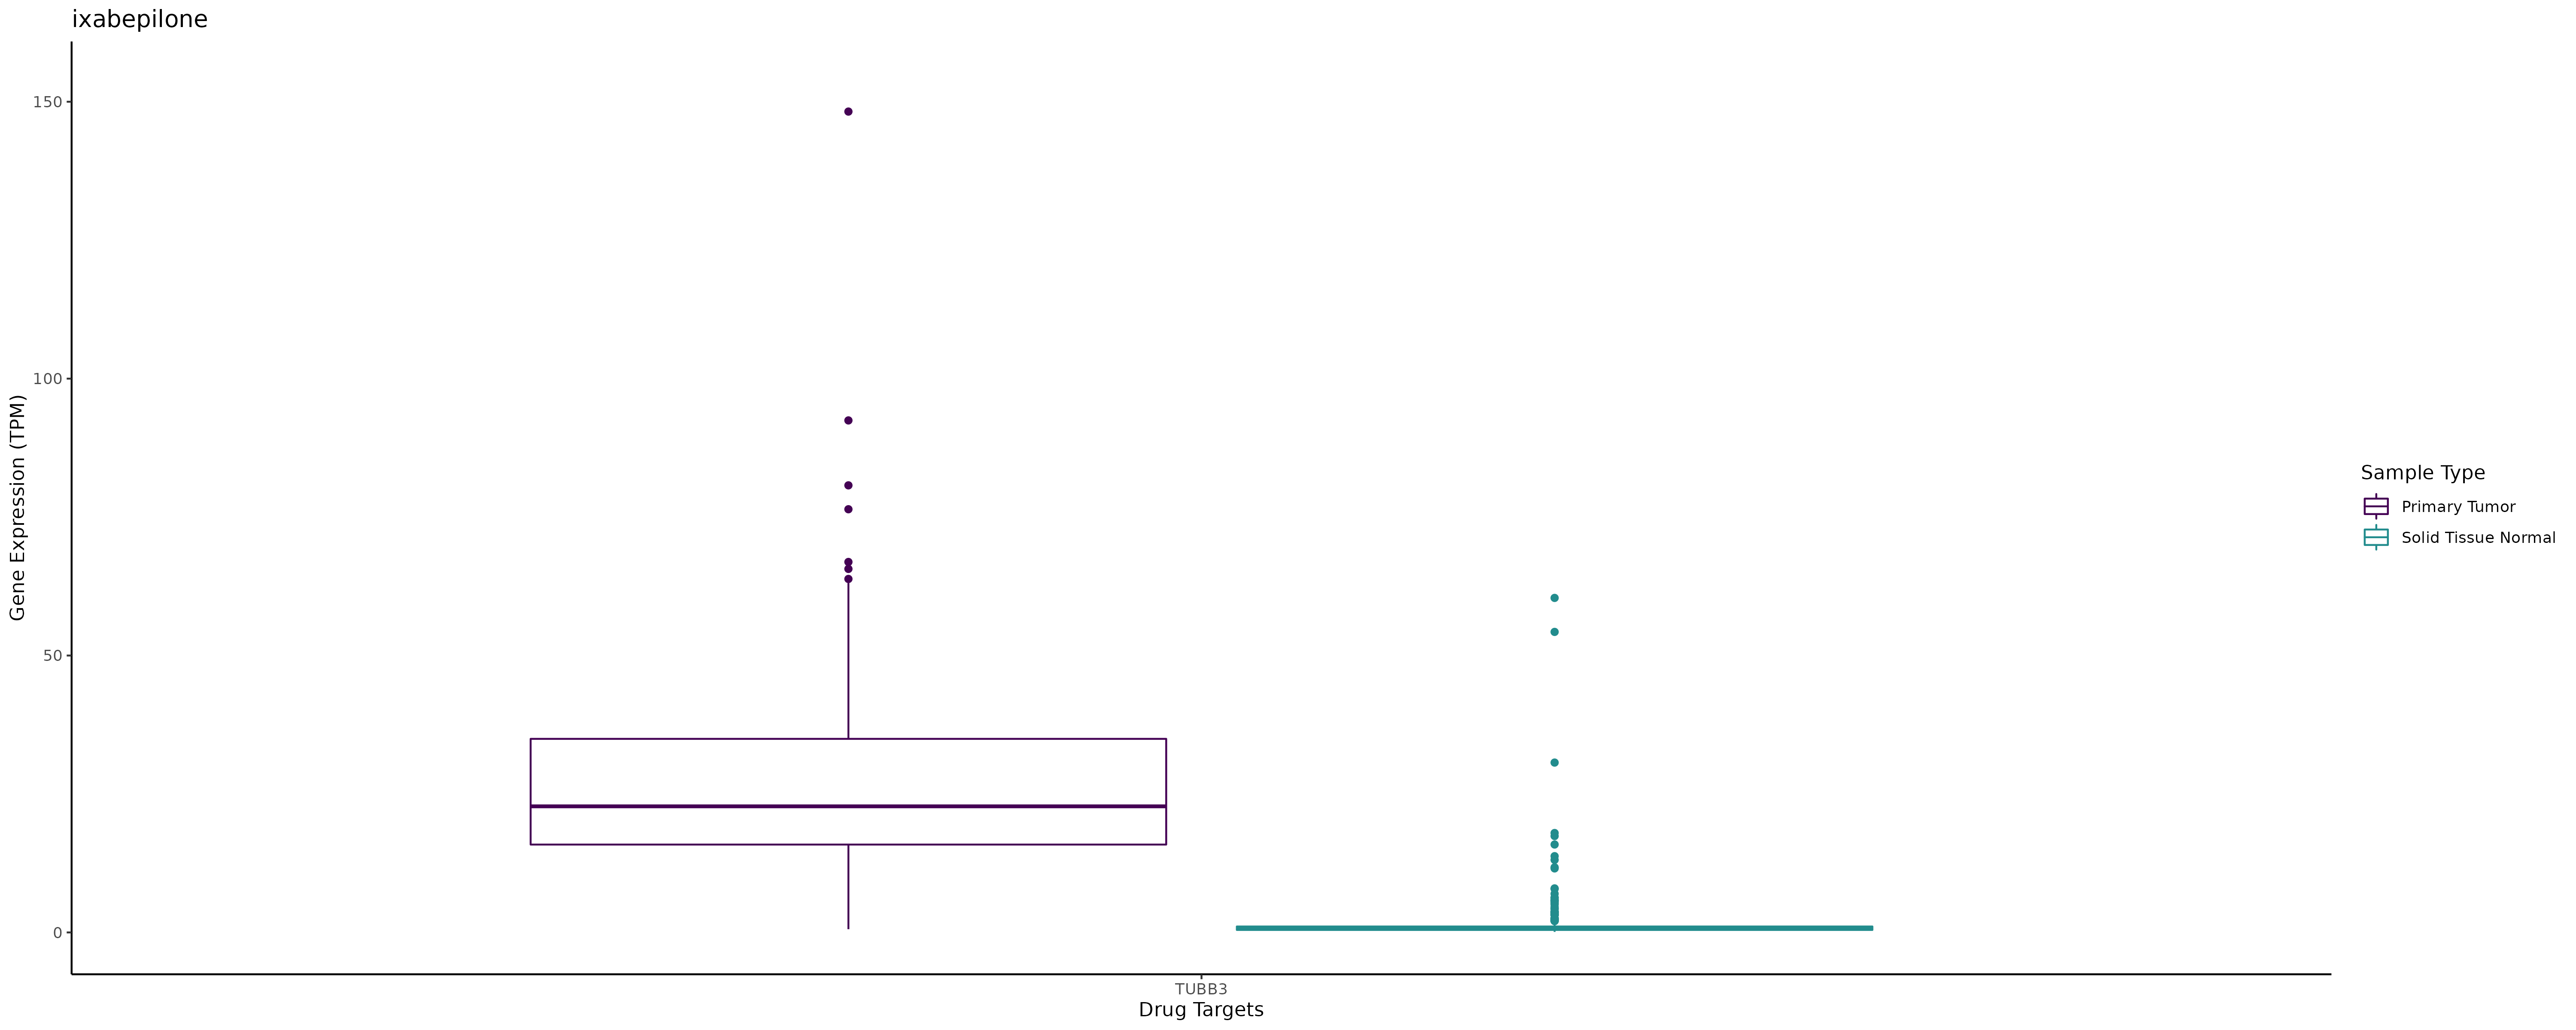 ixabepilone
150
100
50
0
Gene Expression (TPM)
TUBB3
Drug Targets
Sample Type
Primary Tumor
Solid Tissue Normal